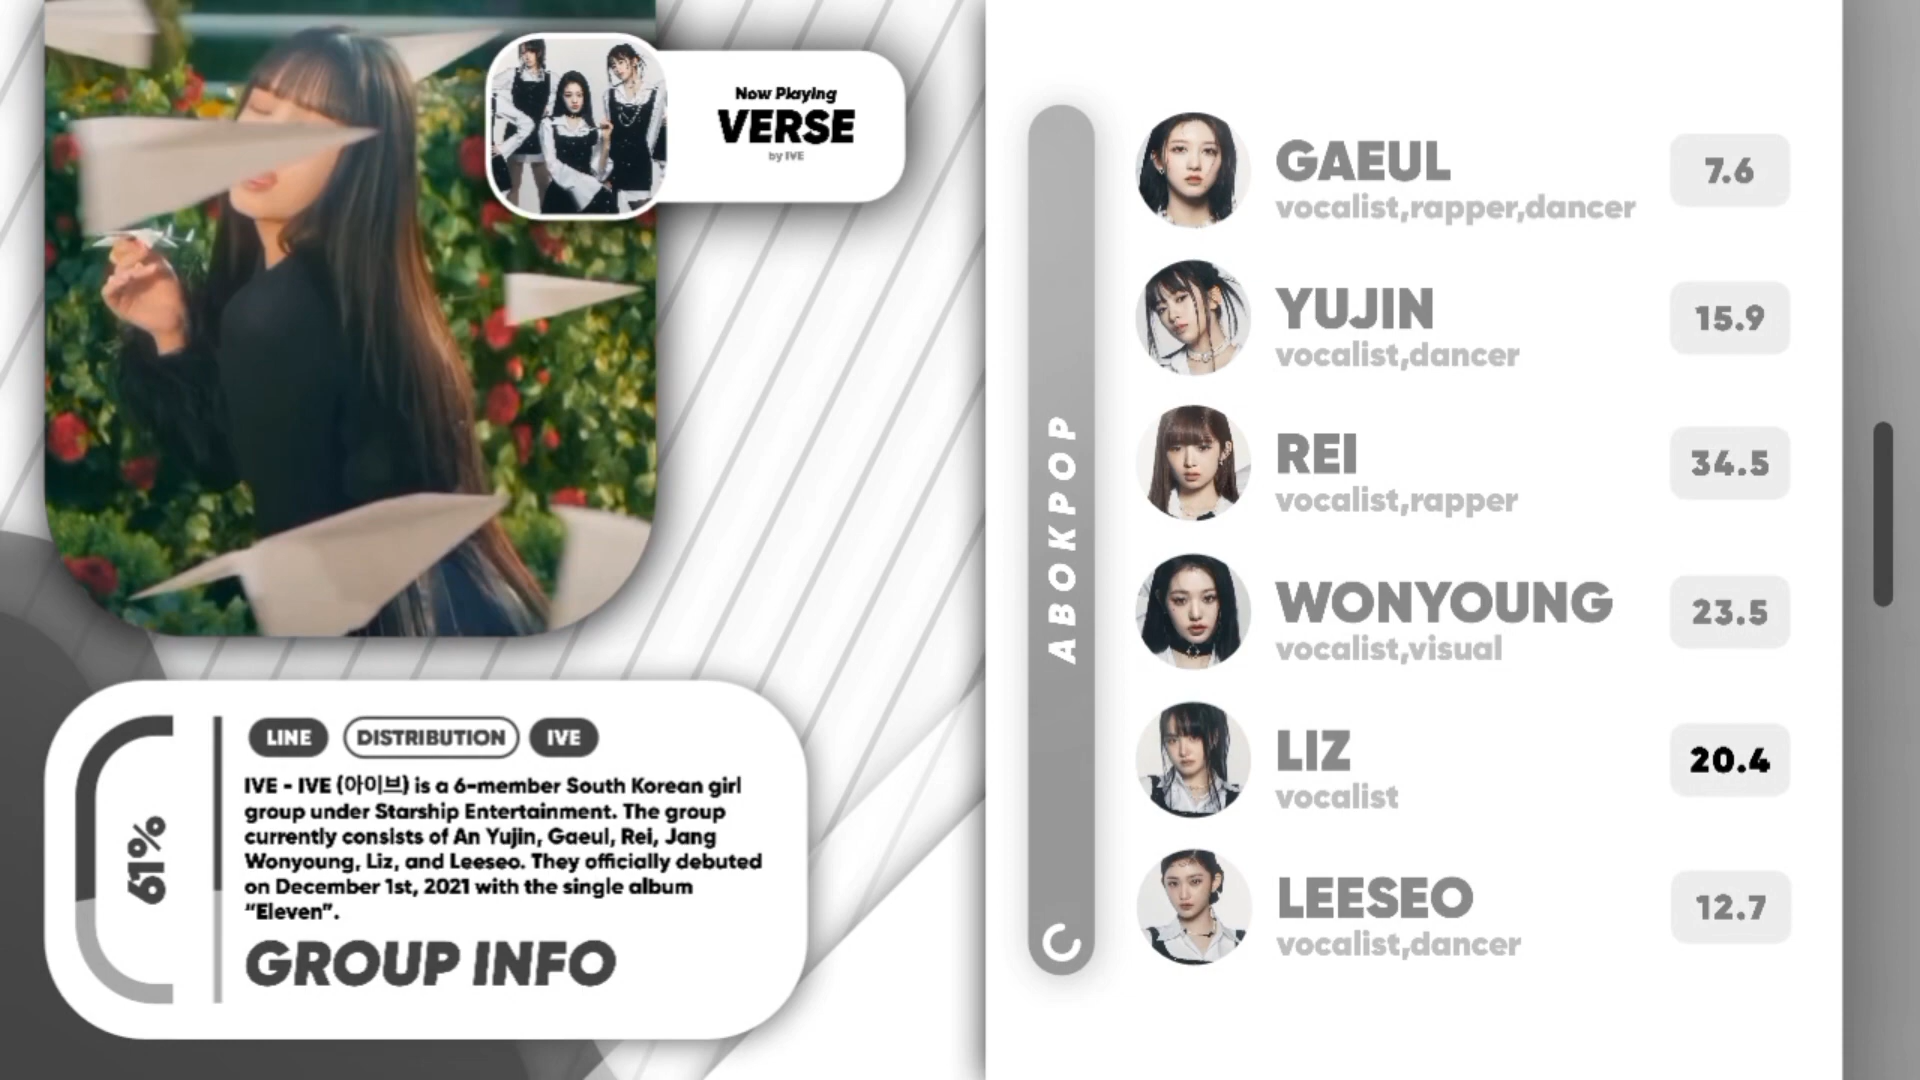 Now Playing
VERSE
by IVE
LINE
DISTRIBUTION
IVE
IVE - IVE (아이브) is a 6-member South Korean girl
group under Starship Entertainment. The group
currently consists of An Yujin, Gaeul, Rei, Jang
Wonyoung, Liz, and Leeseo. They officially debuted
on December 1st, 2021 with the single album
“Eleven”.
GROUP INFO
61%
ABOKPOP
GAEUL
vocalist,rapper,dancer
7.6
YUJIN
vocalist,dancer
15.9
REI
vocalist,rapper
34.5
WONYOUNG
vocalist,visual
23.5
LIZ
vocalist
20.4
LEESEO
vocalist,dancer
12.7